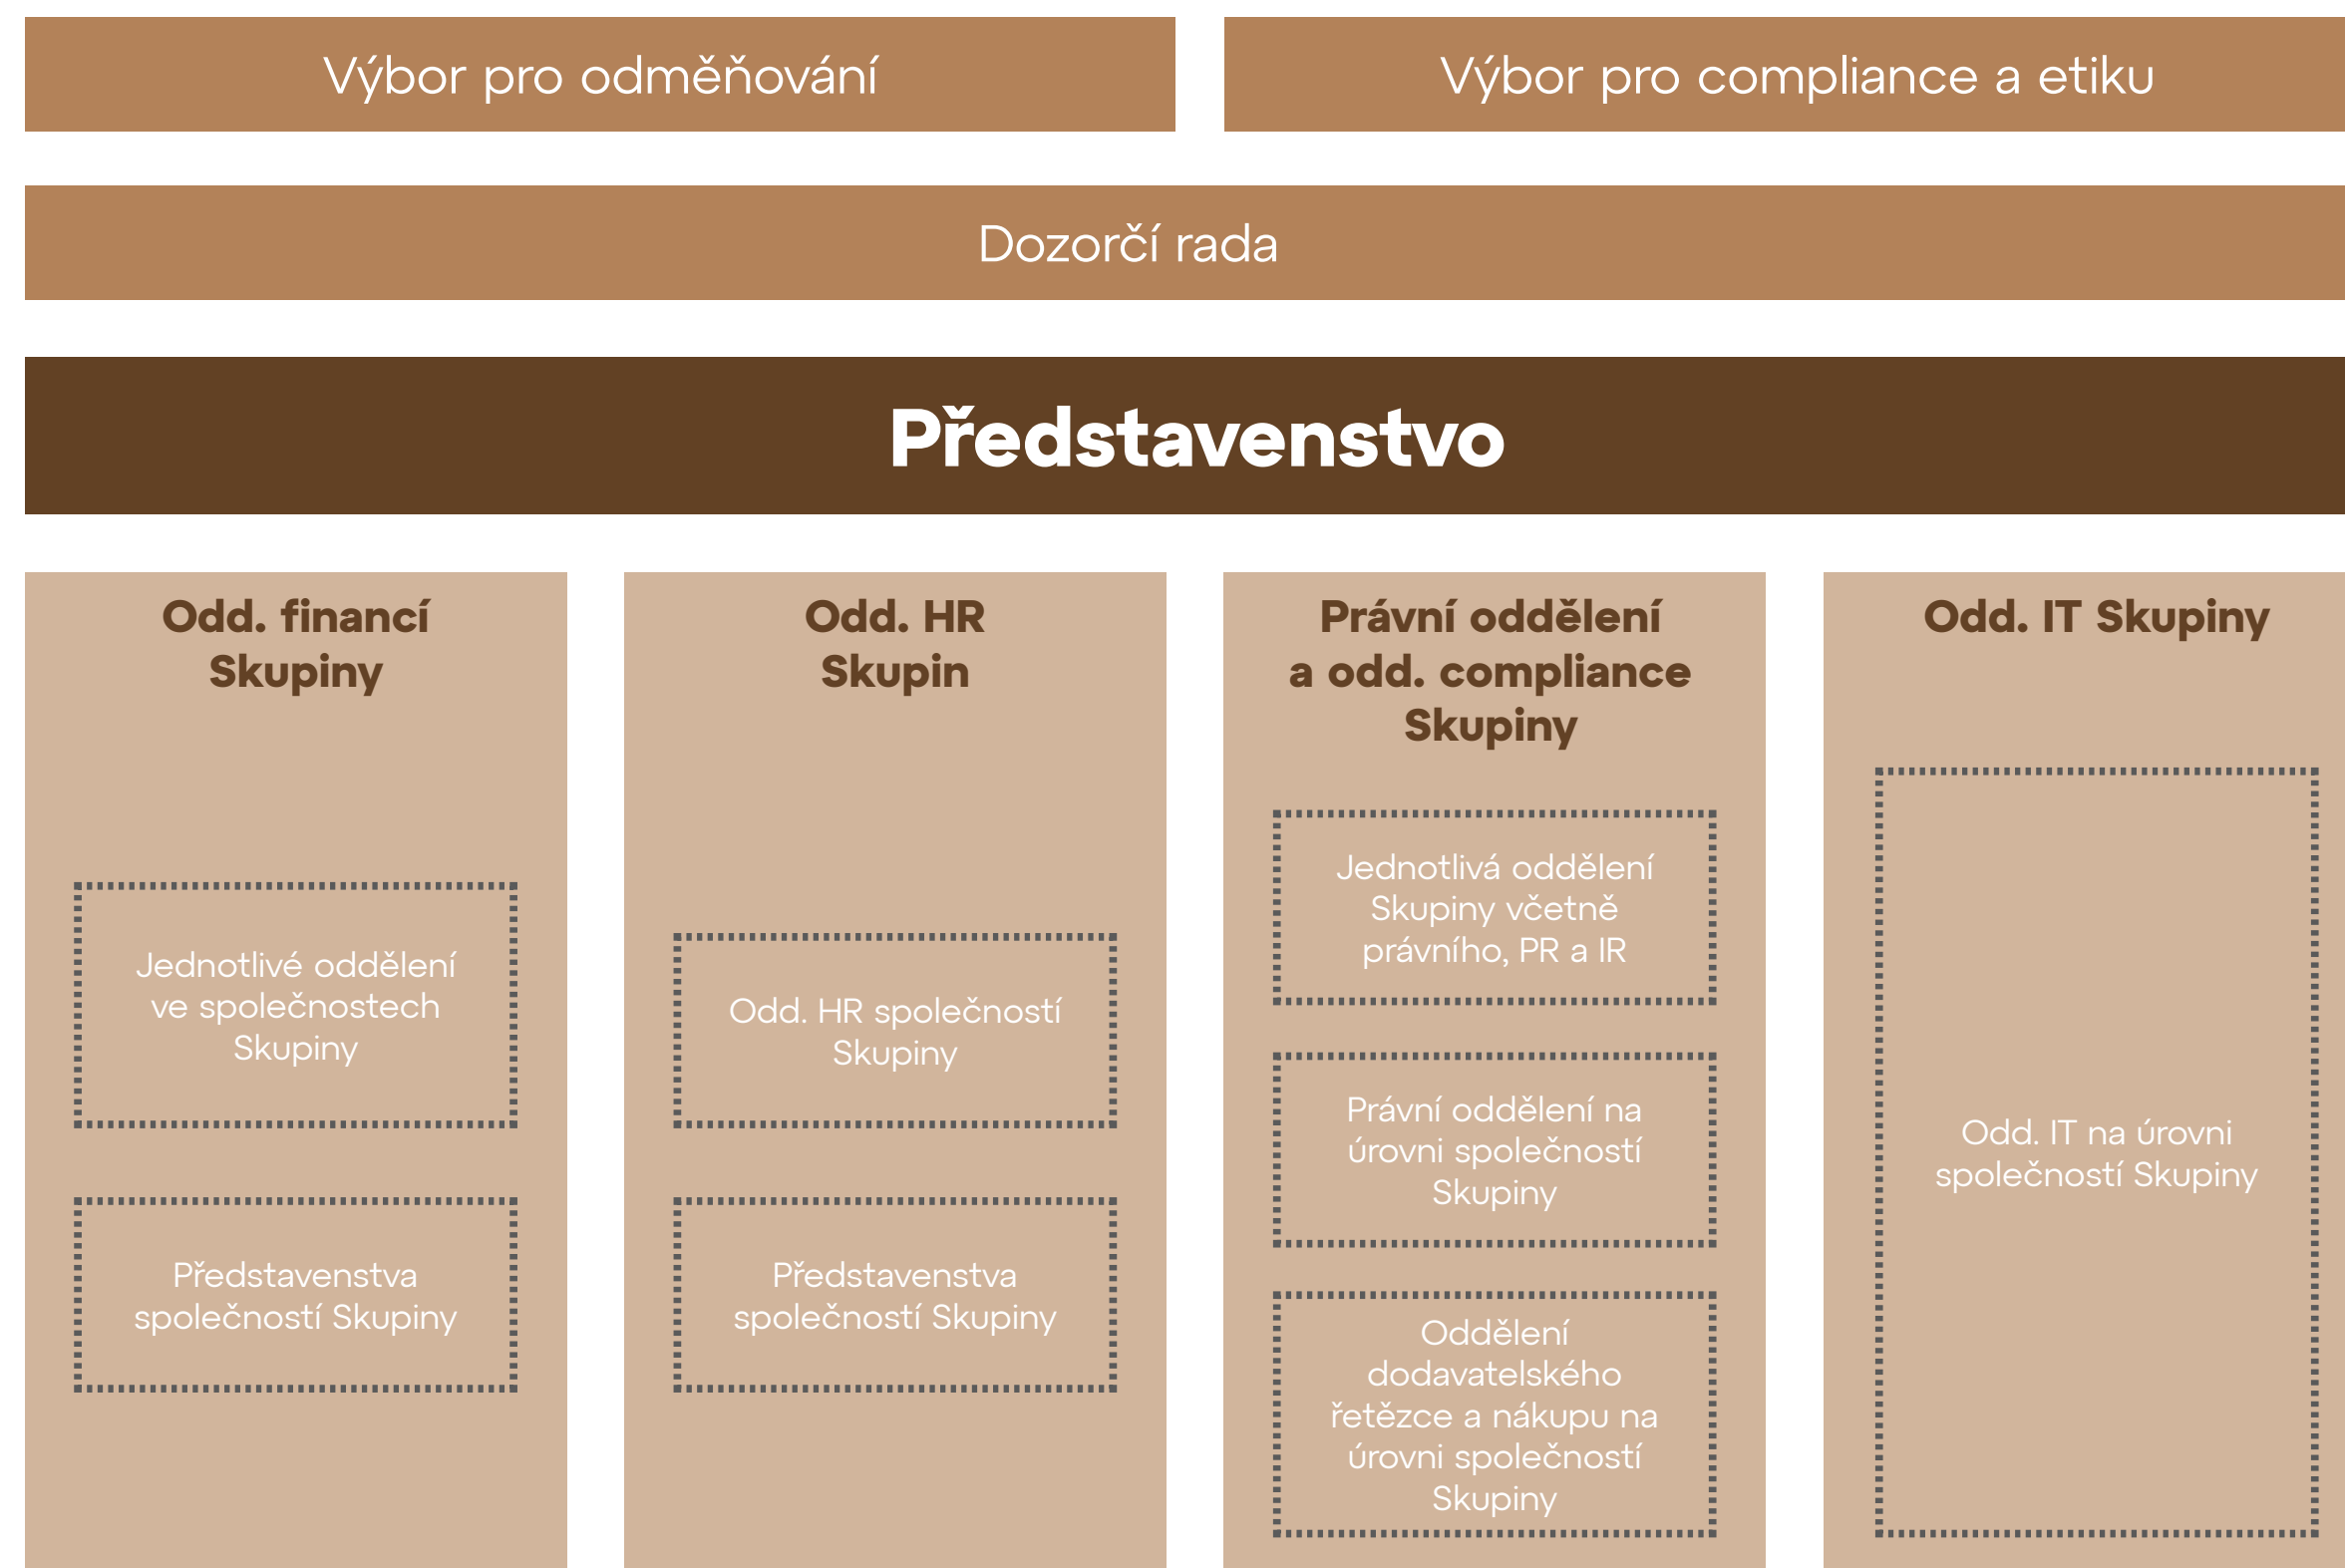 Výbor pro odměňování
Výbor pro compliance a etiku
Dozorčí rada
Představenstvo
Odd. financí
Skupiny
Jednotlivé oddělení
ve společnostech
Skupiny
Představenstva
společností Skupiny
Odd. HR
Skupin
Odd. HR společností
Skupiny
Představenstva
společností Skupiny
Právní oddělení
a odd. compliance
Skupiny
Jednotlivá oddělení
Skupiny včetně
právního, PR a IR
Právní oddělení na
úrovni společností
Skupiny
Oddělení
dodavatelského
řetězce a nákupu na
úrovni společností
Skupiny
Odd. IT Skupiny
Odd. IT na úrovni
společností Skupiny